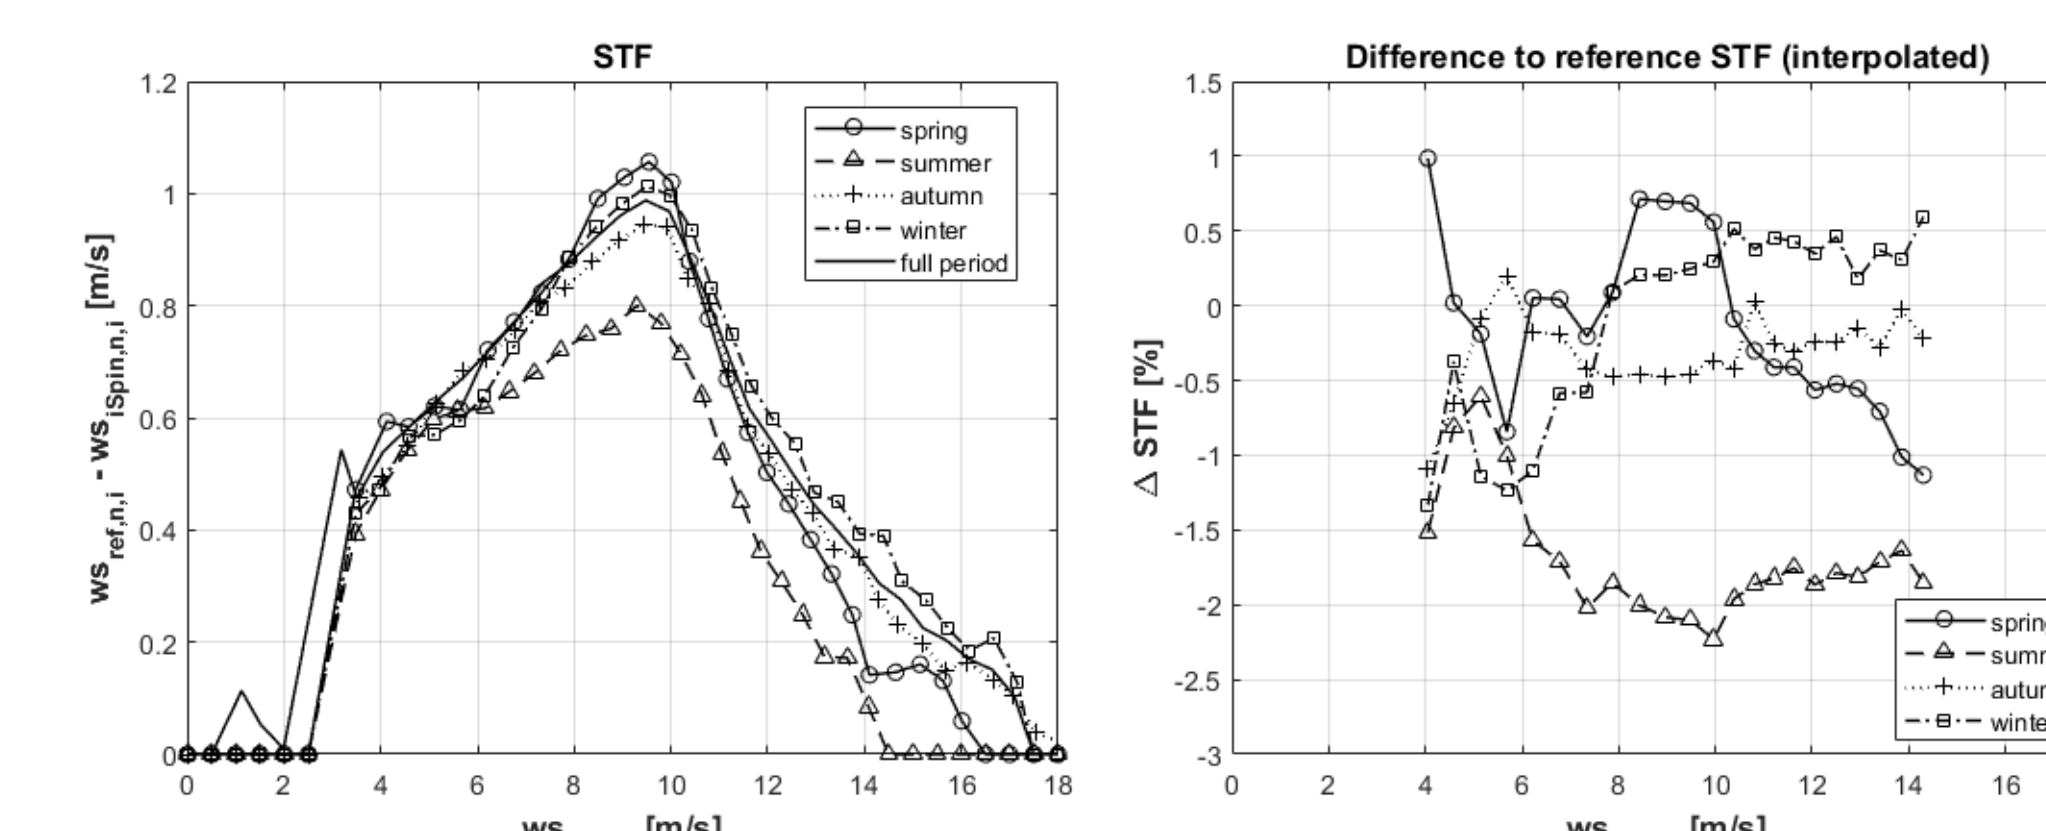 STF
1.2
1
0.8
0.6
0.4
0.2
0
0 2 4 6 8 10 12 14 16 18
ws_ref,n,i - ws_iSpin,n,i [m/s]
ws [m/s]
spring
summer
autumn
winter
full period
Difference to reference STF (interpolated)
1.5
1
0.5
0
-0.5
-1
-1.5
-2
-2.5
-3
0 2 4 6 8 10 12 14 16
Δ STF [%]
ws [m/s]